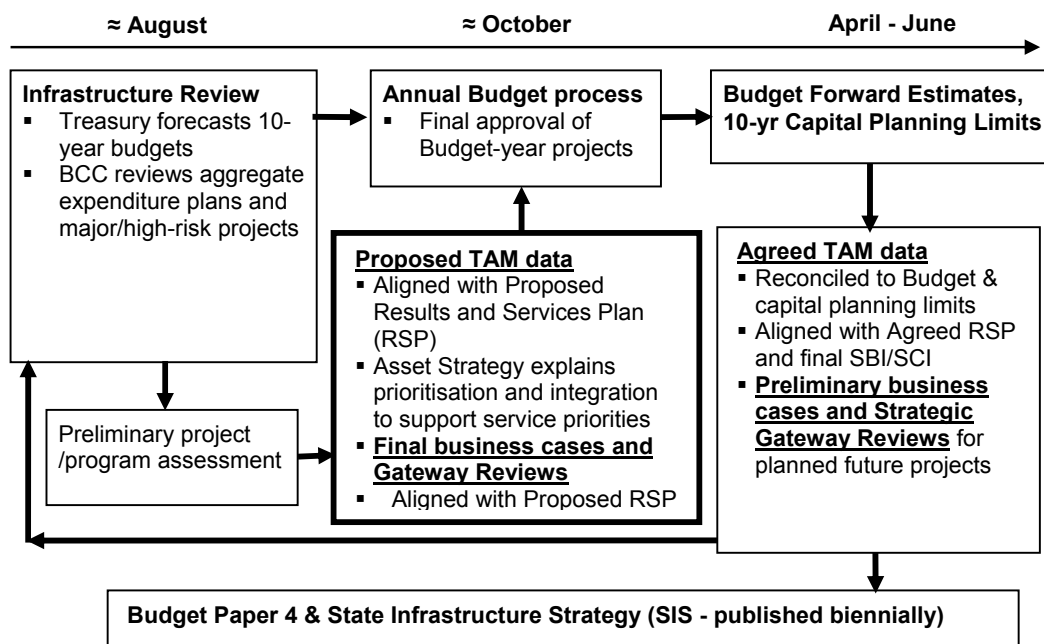 ≈ August
≈ October
April - June
Infrastructure Review
▪ Treasury forecasts 10-
year budgets
▪ BCC reviews aggregate
expenditure plans and
major/high-risk projects
Annual Budget process
▪ Final approval of
Budget-year projects
Budget Forward Estimates,
10-yr Capital Planning Limits
Preliminary project
/program assessment
Proposed TAM data
▪ Aligned with Proposed
Results and Services Plan
(RSP)
▪ Asset Strategy explains
prioritisation and integration
to support service priorities
▪ Final business cases and
Gateway Reviews
▪ Aligned with Proposed RSP
Agreed TAM data
▪ Reconciled to Budget &
capital planning limits
▪ Aligned with Agreed RSP
and final SBI/SCI
▪ Preliminary business
cases and Strategic
Gateway Reviews for
planned future projects
Budget Paper 4 & State Infrastructure Strategy (SIS - published biennially)